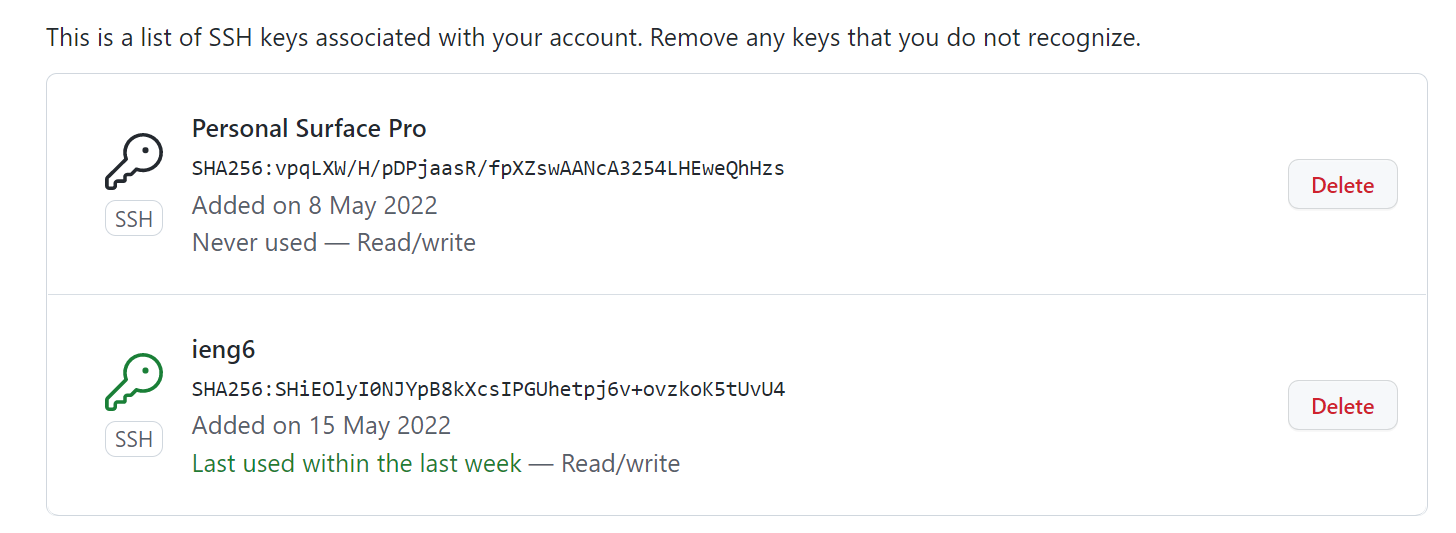 This is a list of SSH keys associated with your account. Remove any keys that you do not recognize.
Personal Surface Pro
SHA256:vpqLXW/H/pDPjaasR/fpXZswAANcA3254LHEweQhHzs
Added on 8 May 2022
Never used — Read/write
SSH
Delete
ieng6
SHA256:SHiEOlyI0NJYpB8kXcsIPGUhetpj6v+ovzkoK5tUvU4
Added on 15 May 2022
Last used within the last week — Read/write
SSH
Delete